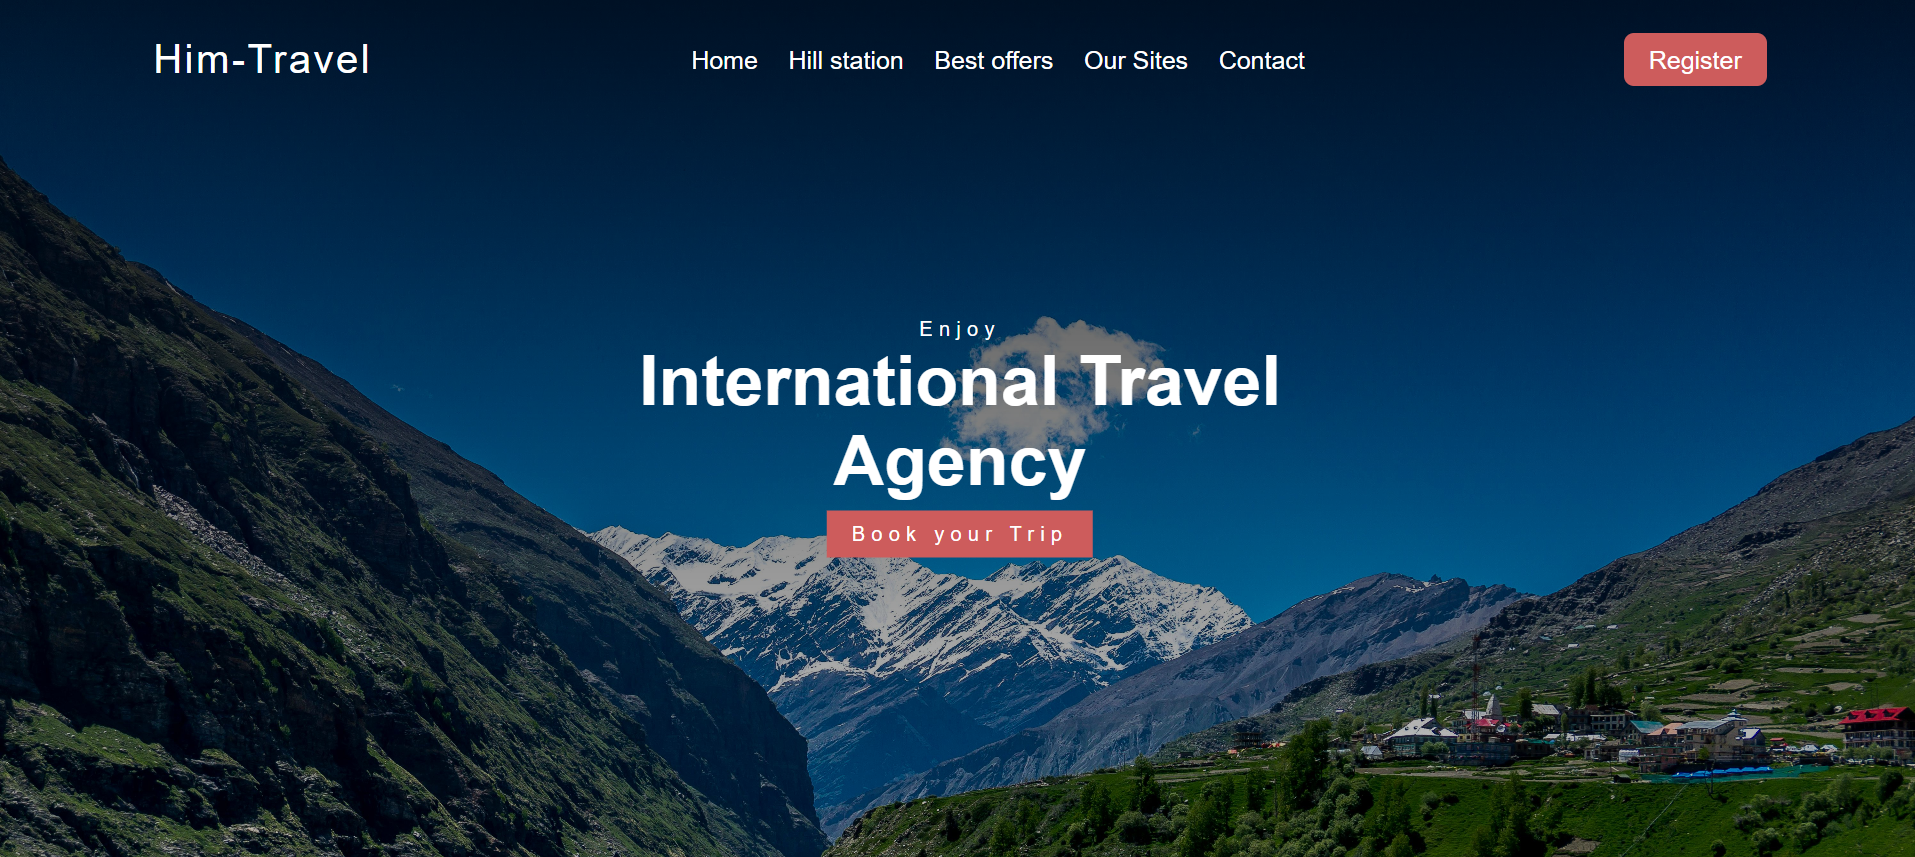 Him-Travel
Home Hill station Best offers Our Sites Contact
Register
Enjoy
International Travel
Agency
Book your Trip